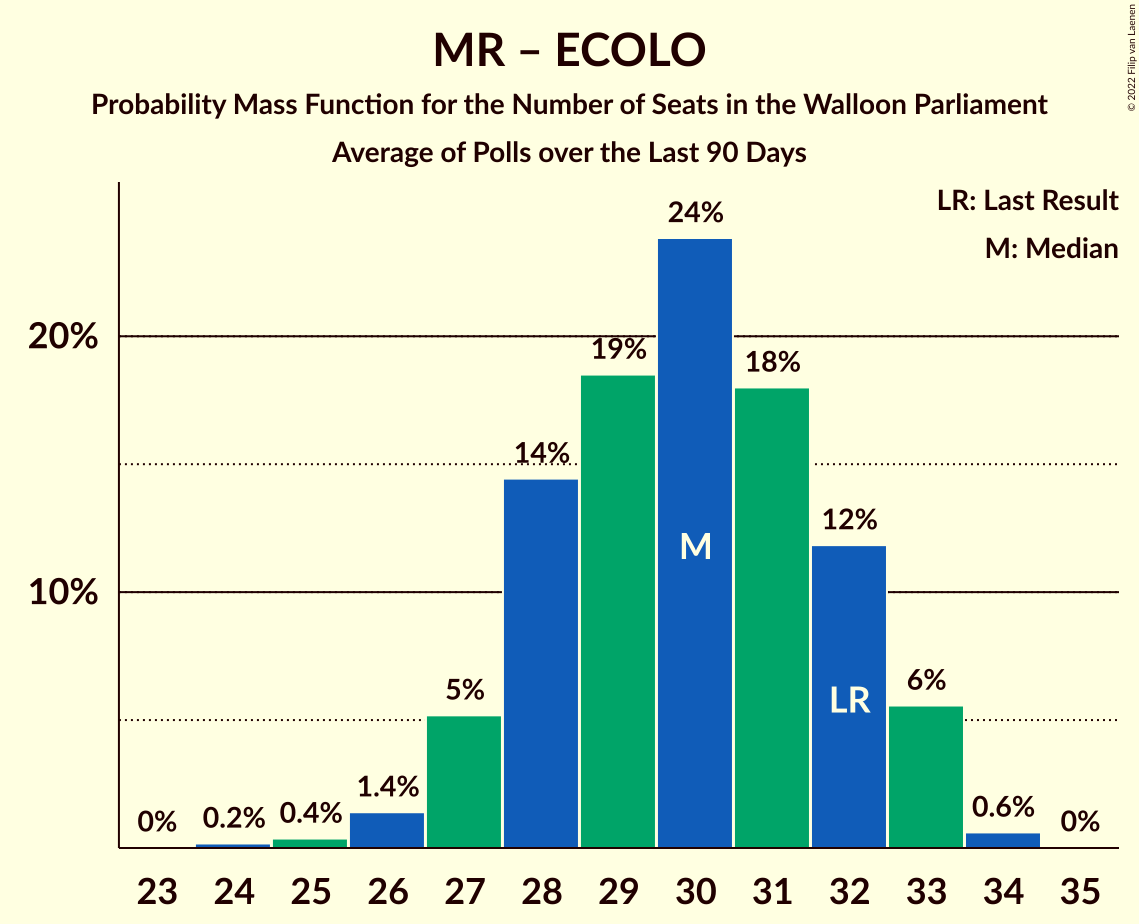 MR – ECOLO
Probability Mass Function for the Number of Seats in the Walloon Parliament
Average of Polls over the Last 90 Days
© 2022 Filip van Laenen
LR: Last Result
M: Median
20%
10%
0%
0.2%
0.4%
1.4%
5%
14%
19%
24%
18%
12%
6%
0.6%
0%
M
LR
23 24 25 26 27 28 29 30 31 32 33 34 35